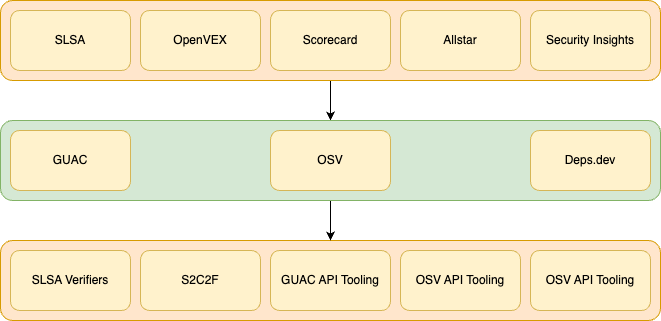 SLSA
OpenVEX
Scorecard
Allstar
Security Insights
GUAC
OSV
Deps.dev
SLSA Verifiers
S2C2F
GUAC API Tooling
OSV API Tooling
OSV API Tooling